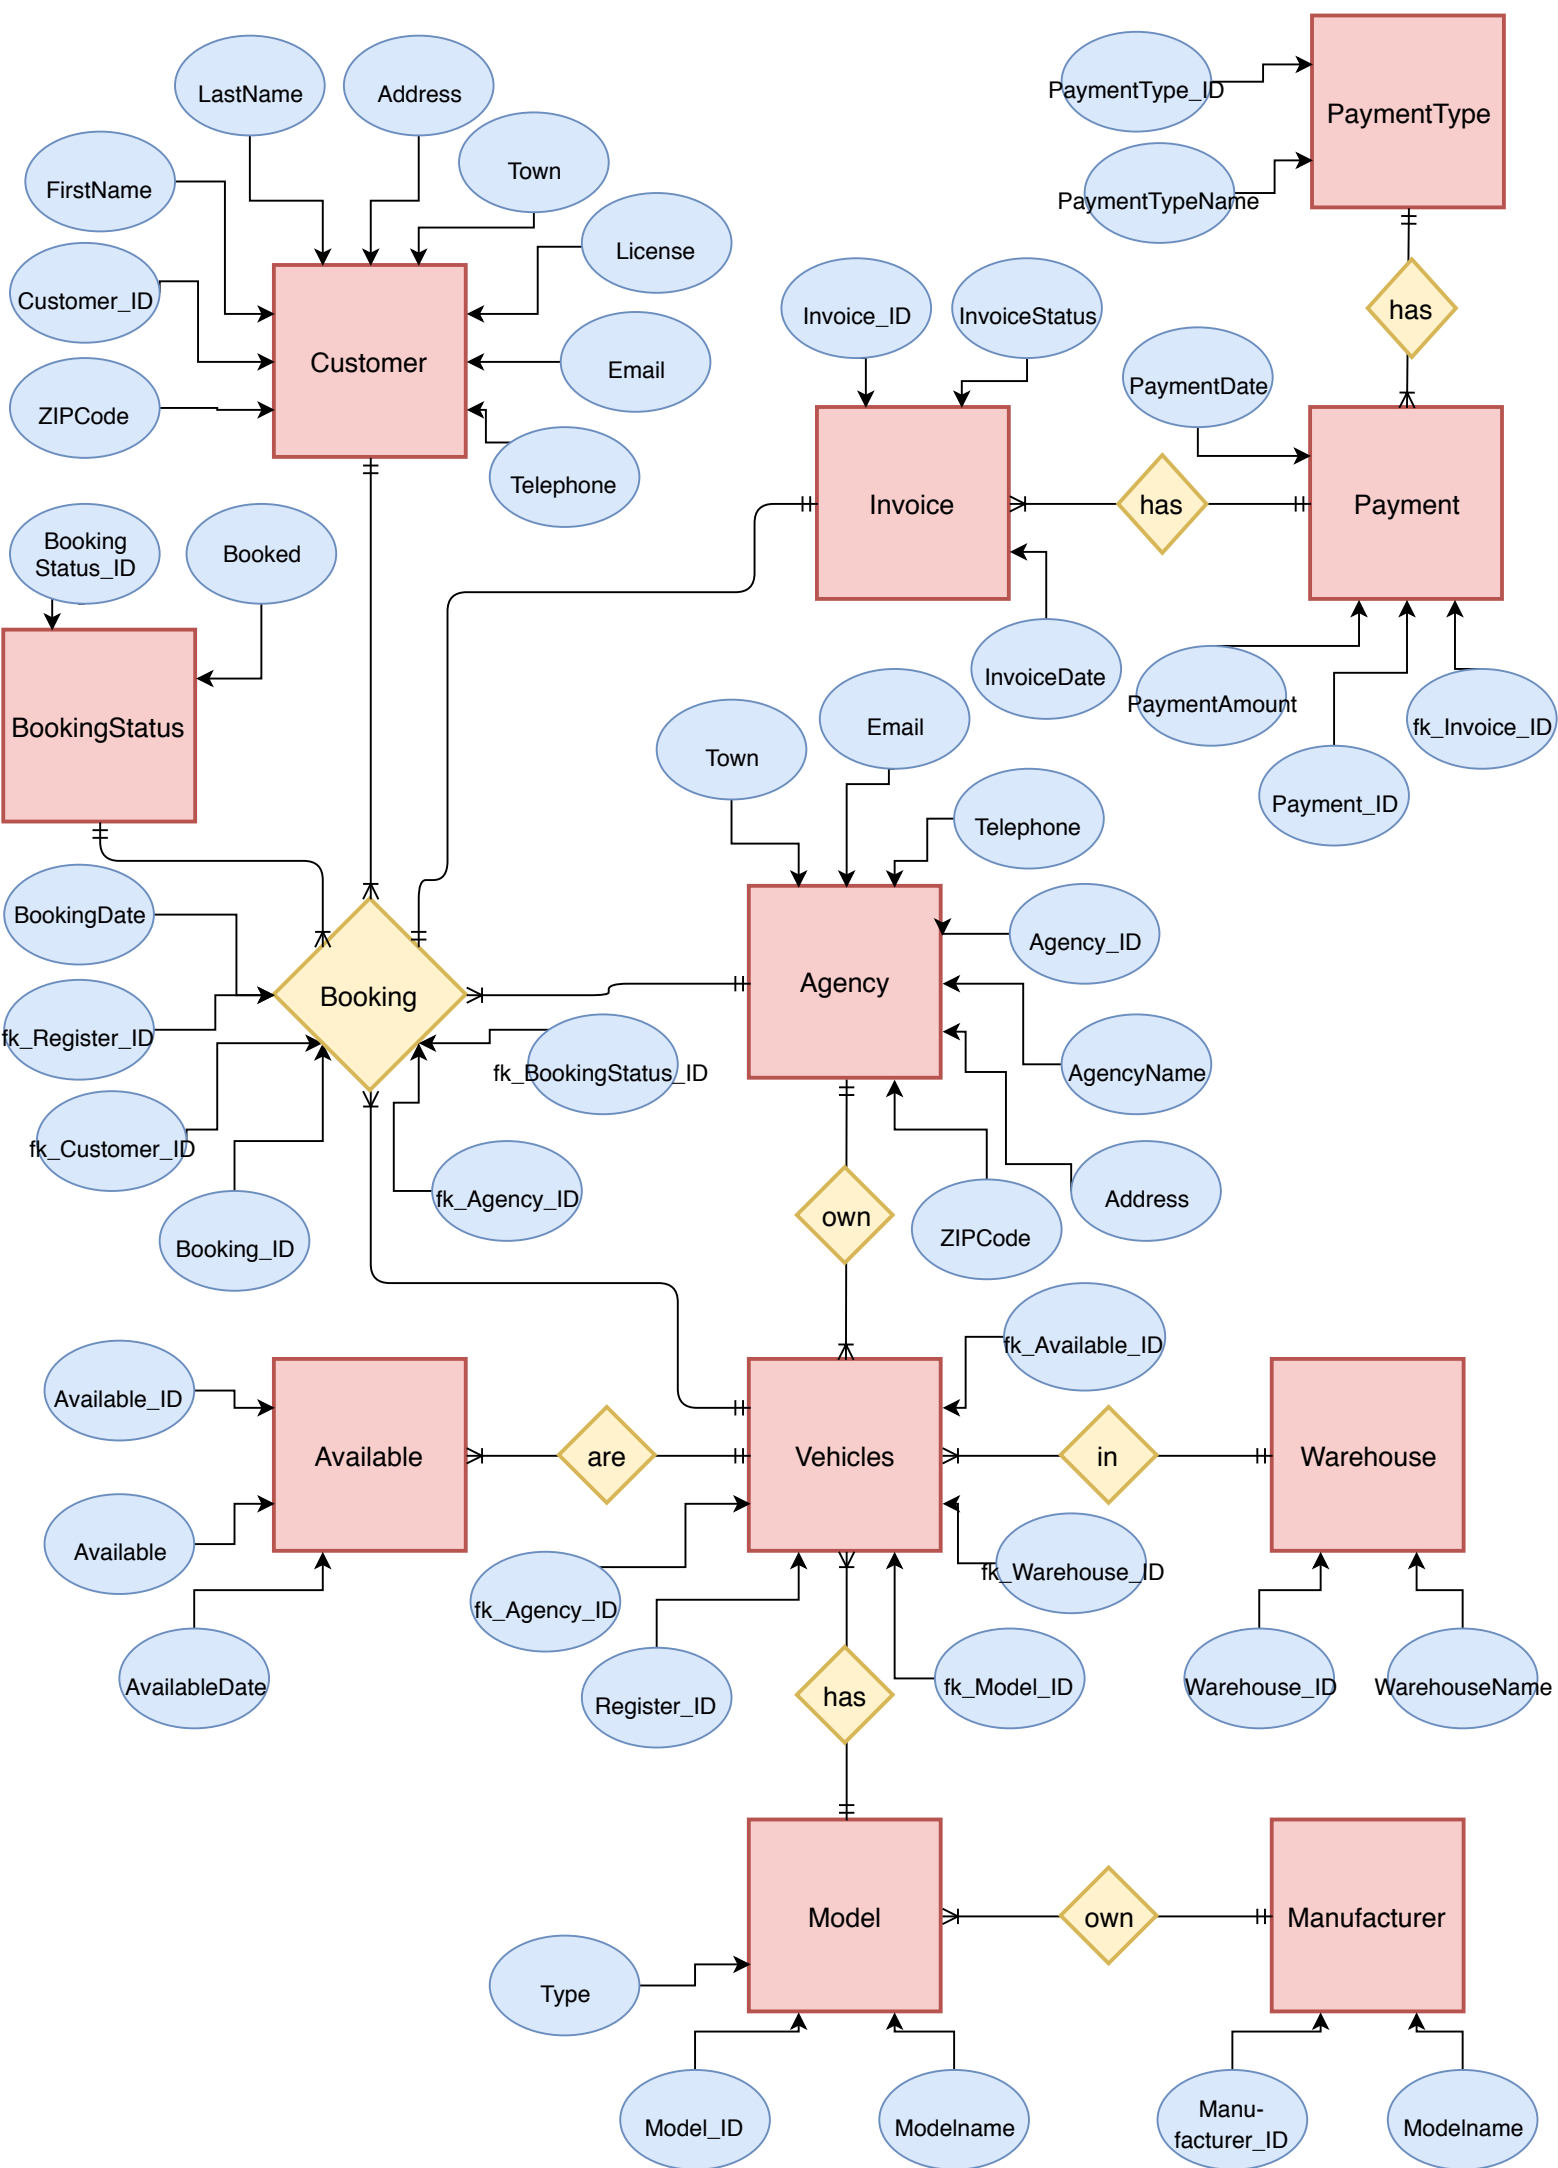 PaymentType_ID
PaymentType
PaymentTypeName
LastName
Address
Town
FirstName
License
Customer_ID
Customer
Email
ZIPCode
Telephone
has
Invoice_ID
InvoiceStatus
PaymentDate
Invoice
has
Payment
InvoiceDate
PaymentAmount
fk_Invoice_ID
Payment_ID
Booking
Status_ID
Booked
BookingStatus
Town
Email
Telephone
BookingDate
Agency_ID
Booking
Agency
fk_Register_ID
fk_BookingStatus_ID
AgencyName
fk_Customer_ID
fk_Agency_ID
Address
Booking_ID
own
ZIPCode
fk_Available_ID
Available_ID
Available
are
Vehicles
in
Warehouse
Available
fk_Agency_ID
fk_Warehouse_ID
AvailableDate
Register_ID
has
fk_Model_ID
Warehouse_ID
WarehouseName
Model
own
Manufacturer
Type
Model_ID
Modelname
Manu-
facturer_ID
Modelname